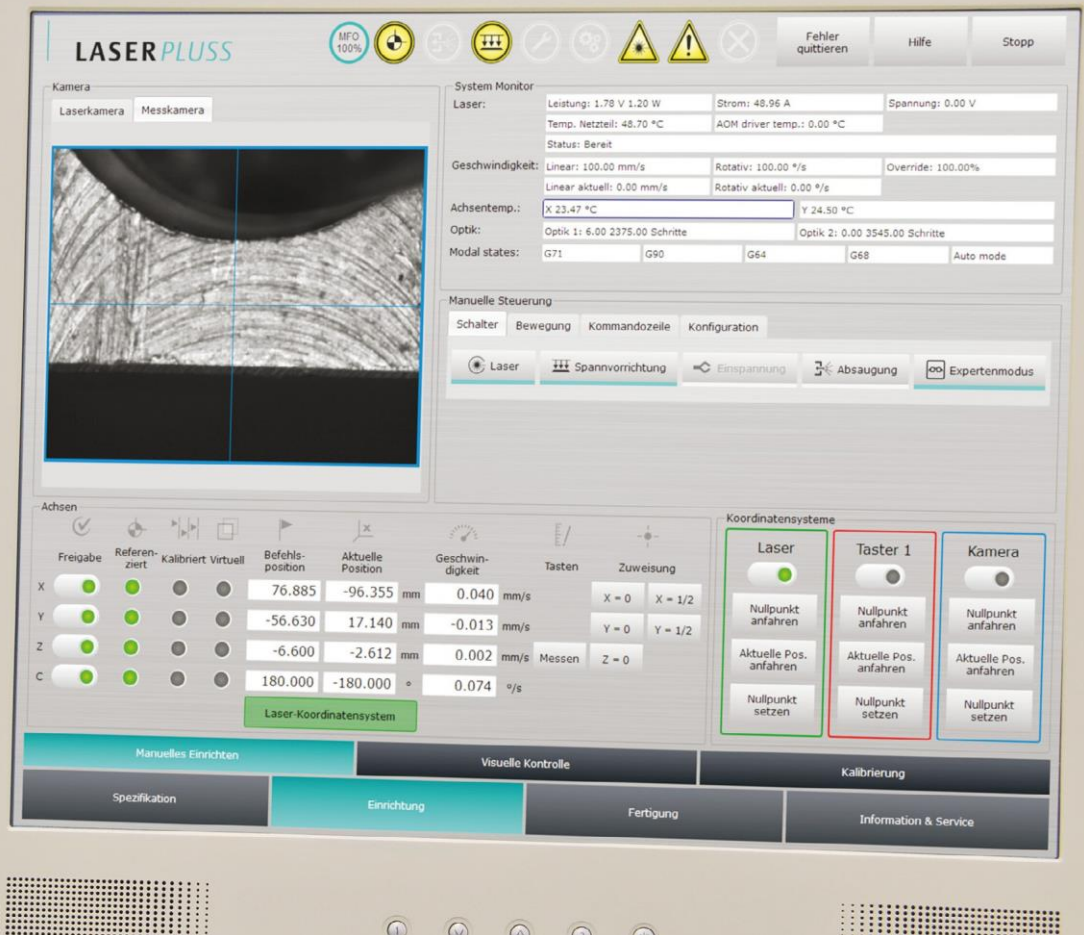 LASERPLUSS
MFO
100%
Fehler
quittieren
Hilfe
Stopp
Kamera
Laserkamera Messkamera
System Monitor
Laser: Leistung: 1.78 V 1.20 W Strom: 48.96 A Spannung: 0.00 V
Temp. Netzteil: 48.70 °C AOM driver temp.: 0.00 °C
Status: Bereit
Geschwindigkeit: Linear: 100.00 mm/s Rotativ: 100.00 °/s Override: 100.00%
Linear aktuell: 0.00 mm/s Rotativ aktuell: 0.00 °/s
Achsentemp.: X 23.47 °C Y 24.50 °C
Optik: Optik 1: 6.00 2375.00 Schritte Optik 2: 0.00 3545.00 Schritte
Modal states: G71 G90 G64 G68 Auto mode
Manuelle Steuerung
Schalter Bewegung Kommandozeile Konfiguration
Laser Spannvorrichtung Einspannung Absaugung Expertenmodus
Achsen
Freigabe
Referen-
ziert
Kalibriert Virtuell
Befehls-
position
Aktuelle
Position
Geschwin-
digkeit
Tasten
Zuweisung
X 76.885 -96.355 mm 0.040 mm/s X = 0 X = 1/2
Y -56.630 17.140 mm -0.013 mm/s Y = 0 Y = 1/2
Z -6.600 -2.612 mm 0.002 mm/s Messen Z = 0
C 180.000 -180.000 ° 0.074 °/s
Laser-Koordinatensystem
Koordinatensysteme
Laser
Nullpunkt
anfahren
Aktuelle Pos.
anfahren
Nullpunkt
setzen
Taster 1
Nullpunkt
anfahren
Aktuelle Pos.
anfahren
Nullpunkt
setzen
Kamera
Nullpunkt
anfahren
Aktuelle Pos.
anfahren
Nullpunkt
setzen
Manuelles Einrichten Visuelle Kontrolle Kalibrierung
Spezifikation Einrichtung Fertigung Information & Service